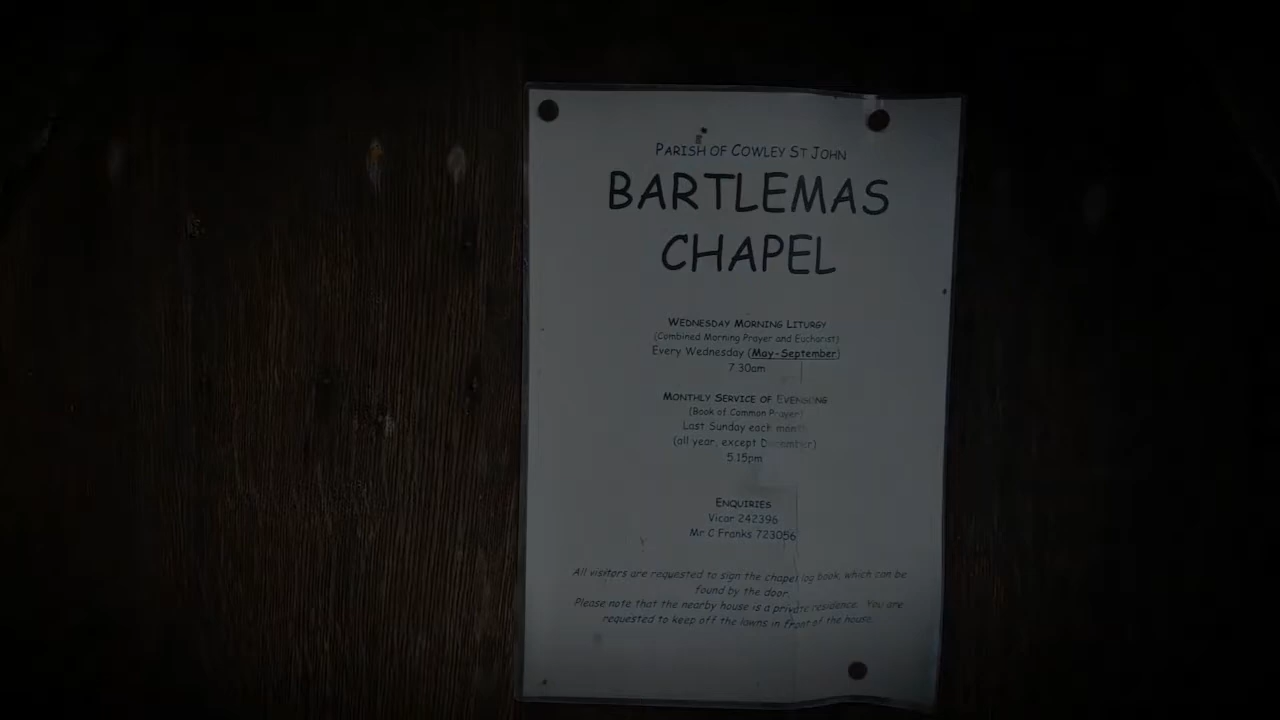 PARISH OF COWLEY ST JOHN
BARTLEMAS
CHAPEL
WEDNESDAY MORNING LITURGY
(Combined Morning Prayer and Eucharist)
Every Wednesday (May-September)
7.30am
MONTHLY SERVICE OF EVENSONG
(Book of Common Prayer)
Last Sunday each month
(all year, except December)
5.15pm
ENQUIRIES
Vicar 242396
Mr C Franks 723056
All visitors are requested to sign the chapel log book, which can be
found by the door.
Please note that the nearby house is a private residence. You are
requested to keep off the lawns in front of the house.